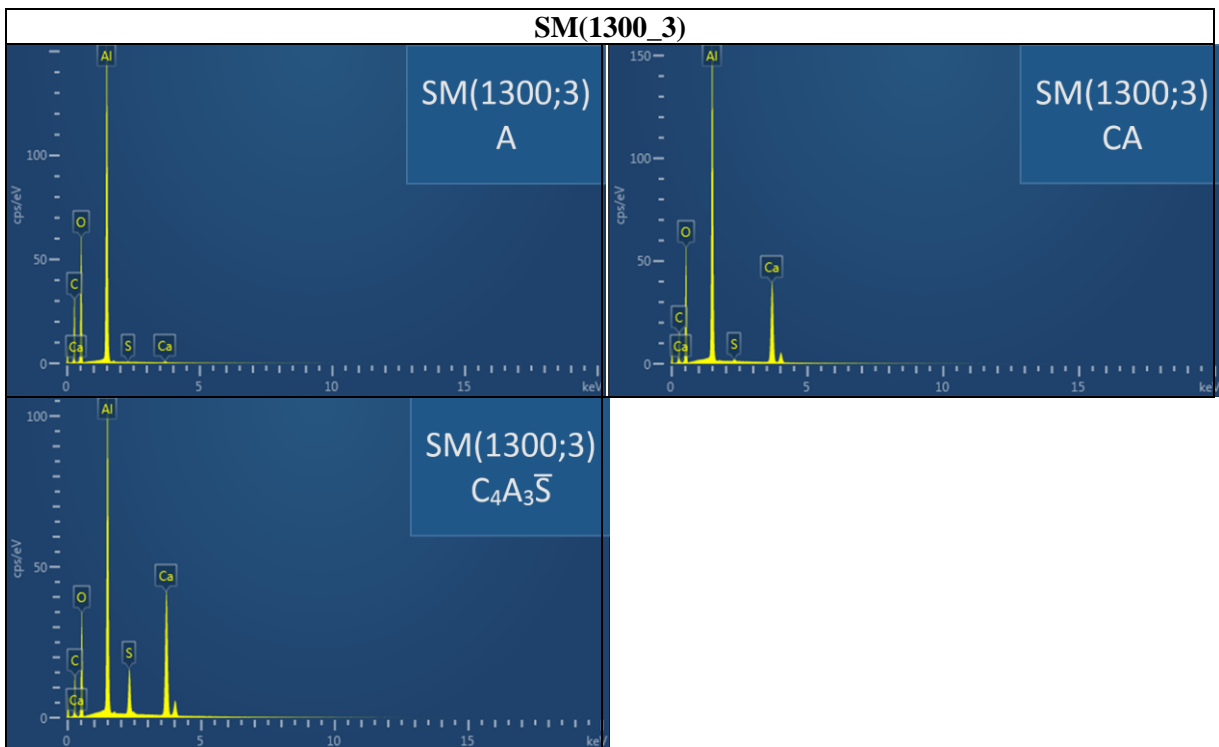 SM(1300_3)
Al
SM(1300;3)
A
100
cps/eV
O
50
C
Ca
S
Ca
0
0
5
10
15
keV
150
Al
SM(1300;3)
CA
100
cps/eV
O
50
Ca
C
Ca
S
0
0
5
10
15
keV
100
Al
SM(1300;3)
C₄A₃S̅
cps/eV
50
Ca
O
S
C
Ca
0
0
5
10
15
keV